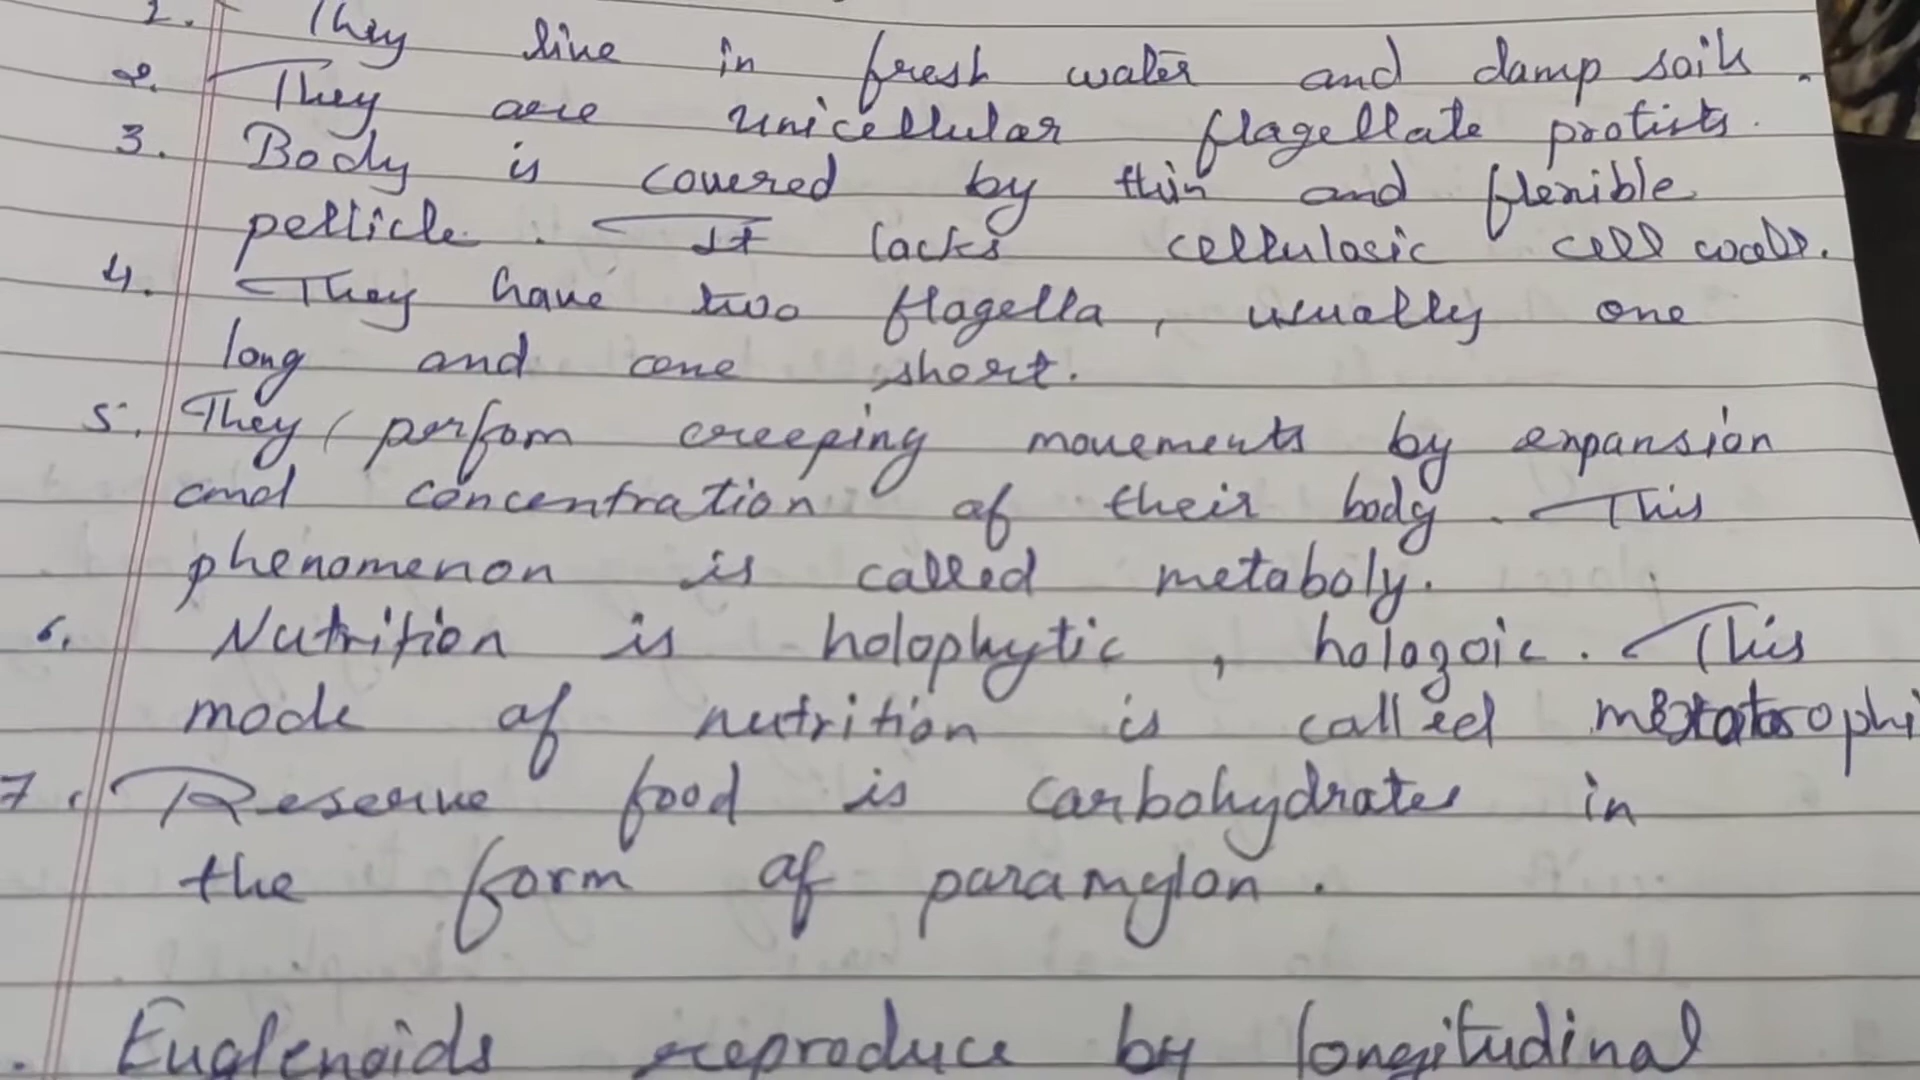 1. They live in fresh water and damp soils.
2. They are unicellular flagellate protists.
3. Body is covered by thin and flexible
pellicle. It lacks cellulosic cell walls.
4. They have two flagella, usually one
long and one short.
5. They perfom creeping movements by expansion
and concentration of their body. This
phenomenon is called metaboly.
6. Nutrition is holophytic, holozoic. This
mode of nutrition is called
7. Reserve food is carbohydrates in
the form of paramylon.
Euglenoids reproduce by longitudinal